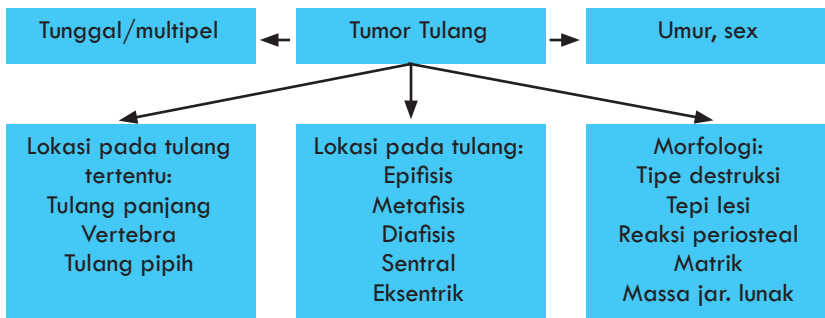 Tunggal/multipel
Tumor Tulang
Umur, sex
Lokasi pada tulang
tertentu:
Tulang panjang
Vertebra
Tulang pipih
Lokasi pada tulang:
Epifisis
Metafisis
Diafisis
Sentral
Eksentrik
Morfologi:
Tipe destruksi
Tepi lesi
Reaksi periosteal
Matrik
Massa jar. lunak